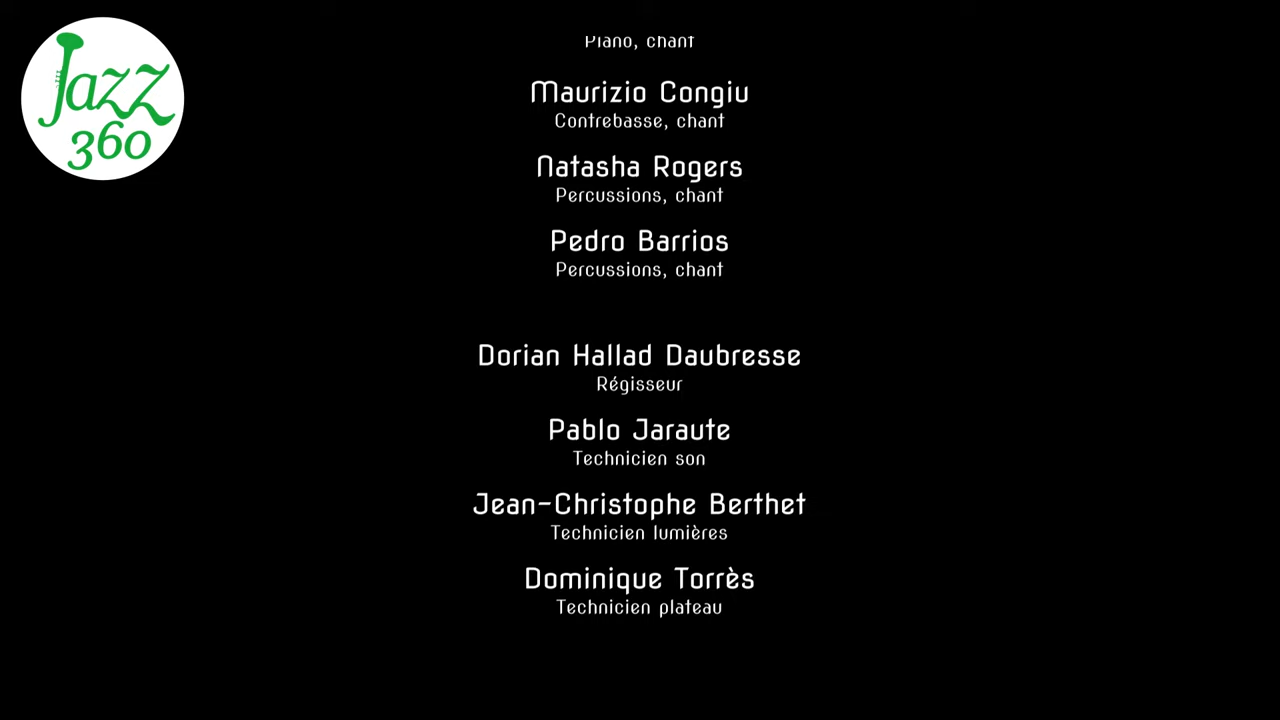 Jazz
360
Piano, chant
Maurizio Congiu
Contrebasse, chant
Natasha Rogers
Percussions, chant
Pedro Barrios
Percussions, chant
Dorian Hallad Daubresse
Régisseur
Pablo Jaraute
Technicien son
Jean-Christophe Berthet
Technicien lumières
Dominique Torrès
Technicien plateau